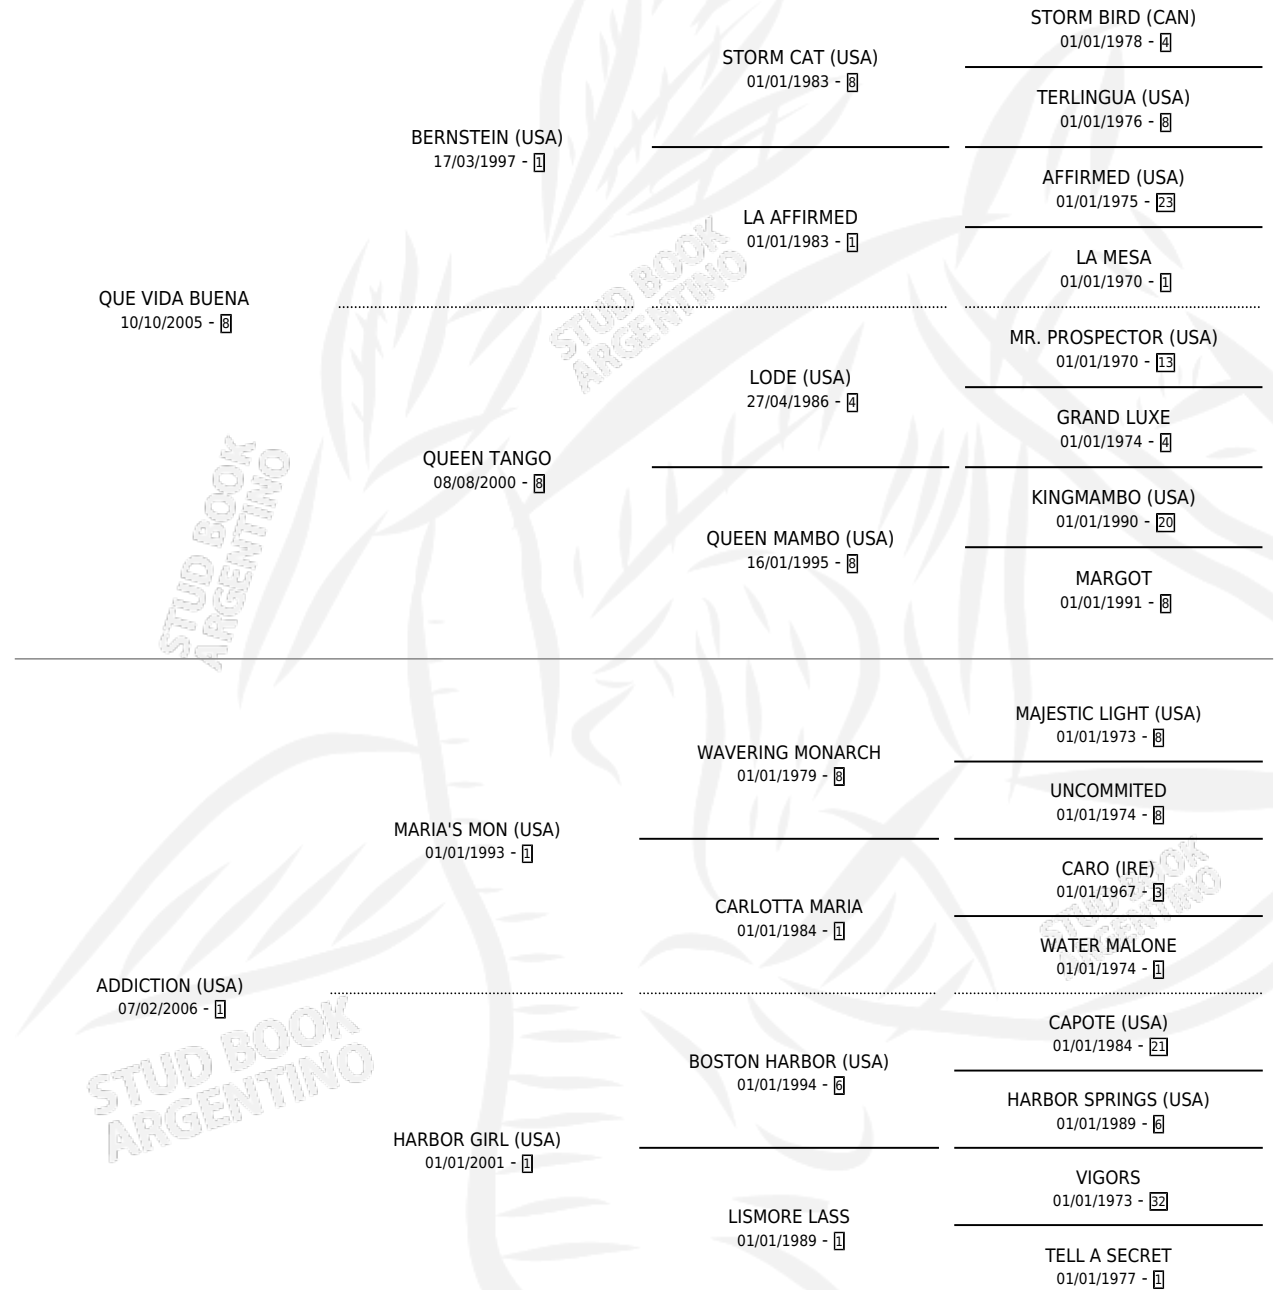 STORM BIRD (CAN)
01/01/1978 - 4
STORM CAT (USA)
01/01/1983 - 8
TERLINGUA (USA)
01/01/1976 - 8
BERNSTEIN (USA)
17/03/1997 - 1
AFFIRMED (USA)
01/01/1975 - 23
LA AFFIRMED
01/01/1983 - 1
LA MESA
01/01/1970 - 1
QUE VIDA BUENA
10/10/2005 - 8
STUD BOOK
ARGENTINO
MR. PROSPECTOR (USA)
01/01/1970 - 13
LODE (USA)
27/04/1986 - 4
GRAND LUXE
01/01/1974 - 4
QUEEN TANGO
08/08/2000 - 8
KINGMAMBO (USA)
01/01/1990 - 20
QUEEN MAMBO (USA)
16/01/1995 - 8
MARGOT
01/01/1991 - 8
STUD BOOK
ARGENTINO
MAJESTIC LIGHT (USA)
01/01/1973 - 8
WAVERING MONARCH
01/01/1979 - 8
UNCOMMITED
01/01/1974 - 8
MARIA'S MON (USA)
01/01/1993 - 1
CARO (IRE)
01/01/1967 - 3
CARLOTTA MARIA
01/01/1984 - 1
STUD BOOK
ARGENTINO
WATER MALONE
01/01/1974 - 1
ADDICTION (USA)
07/02/2006 - 1
STUD BOOK
ARGENTINO
CAPOTE (USA)
01/01/1984 - 21
BOSTON HARBOR (USA)
01/01/1994 - 6
HARBOR SPRINGS (USA)
01/01/1989 - 6
HARBOR GIRL (USA)
01/01/2001 - 1
VIGORS
01/01/1973 - 32
LISMORE LASS
01/01/1989 - 1
TELL A SECRET
01/01/1977 - 1